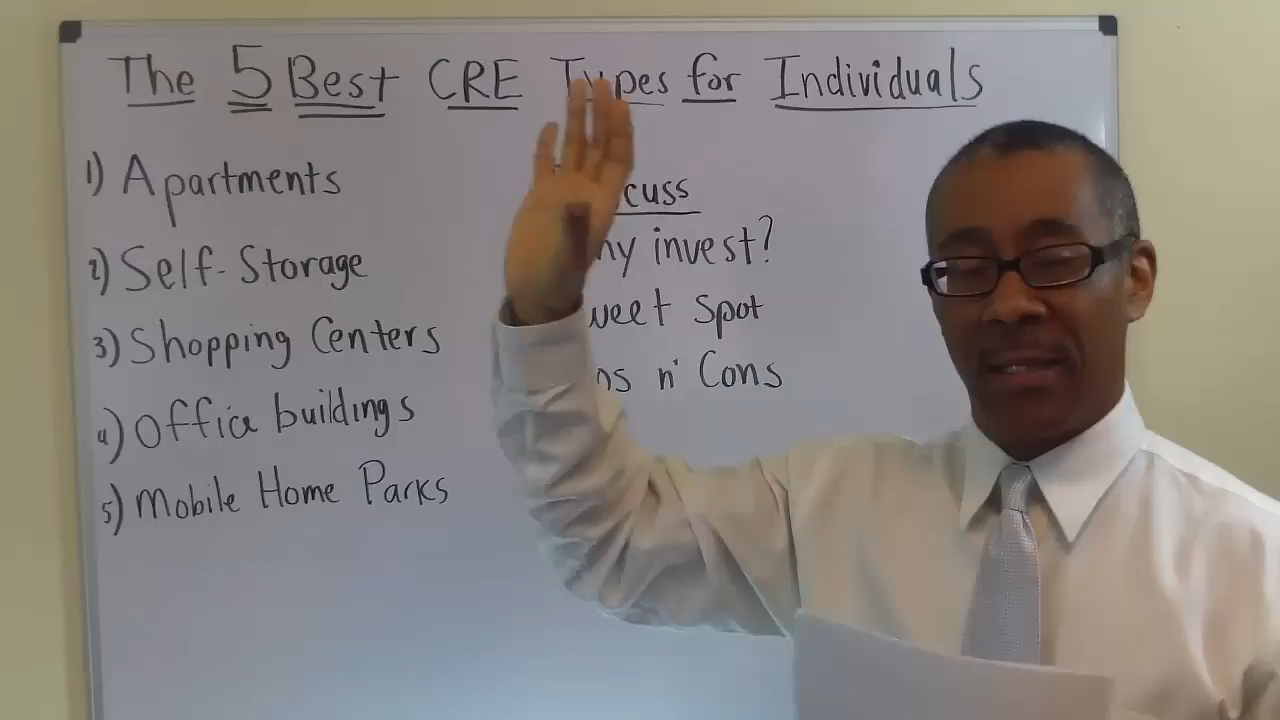 The 5 Best CRE Types for Individuals
1) Apartments
2) Self-Storage
3) Shopping Centers
4) Office buildings
5) Mobile Home Parks
invest?
Spot
n' Cons